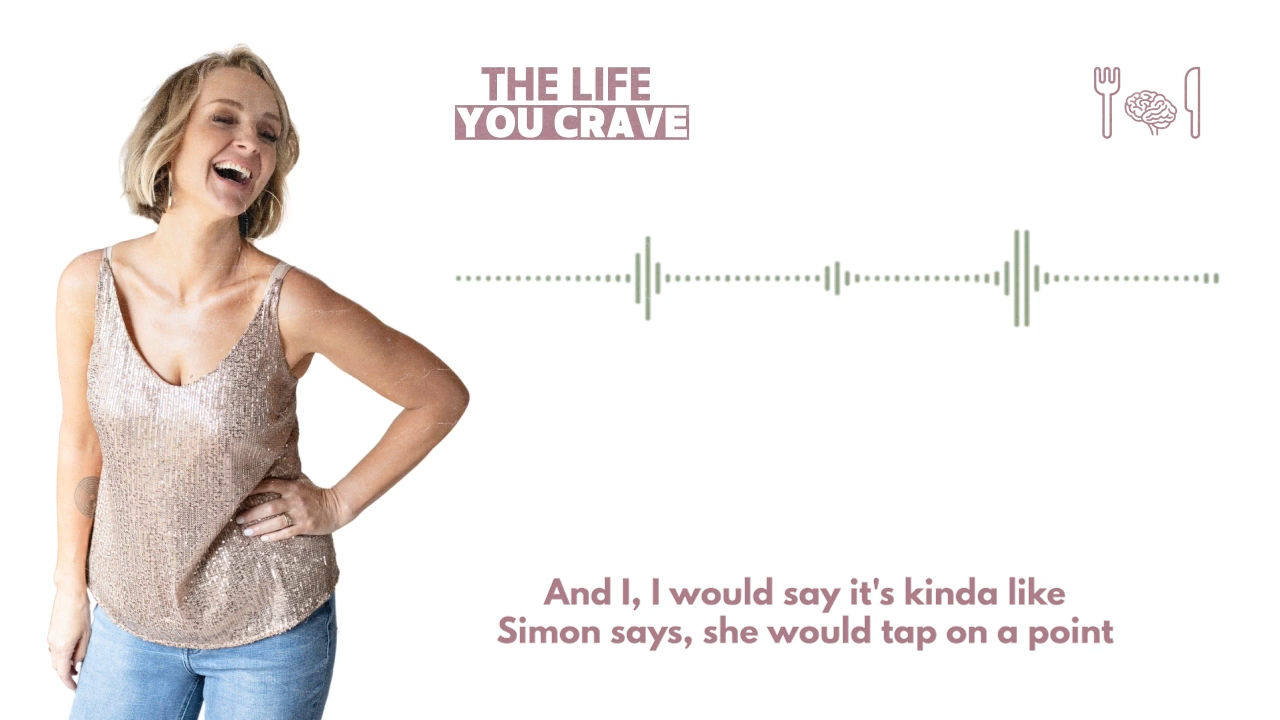 THE LIFE
YOU CRAVE
And I, I would say it's kinda like
Simon says, she would tap on a point